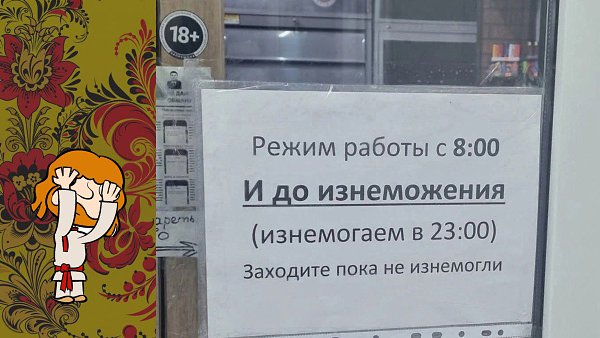 18+
Режим работы с 8:00
И до изнеможения
(изнемогаем в 23:00)
Заходите пока не изнемогли